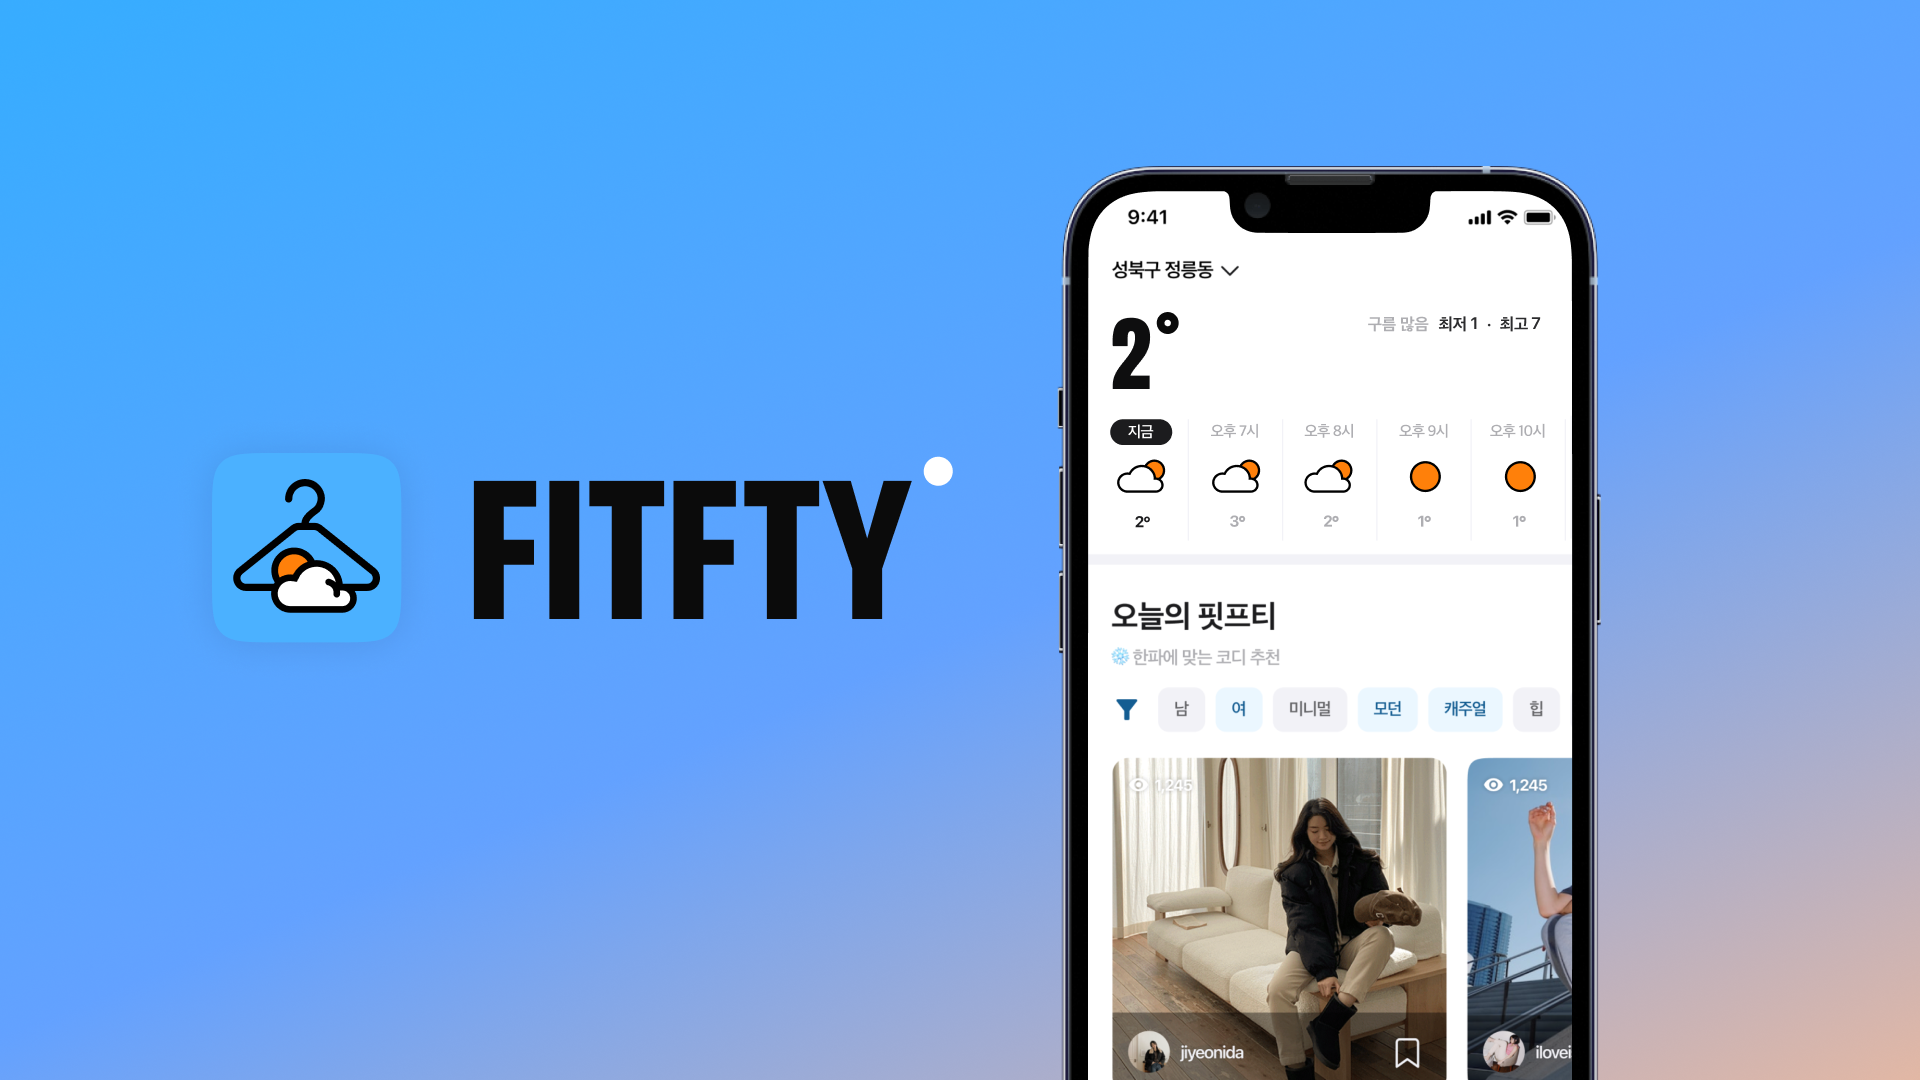 FITFTY
9:41
성북구 정릉동
2°
구름 많음 최저 1 · 최고 7
지금 오후 7시 오후 8시 오후 9시 오후 10시
2° 3° 2° 1° 1°
오늘의 핏프티
한파에 맞는 코디 추천
남 여 미니멀 모던 캐주얼 힙
1,245 1,245
jiyeonida ilovei